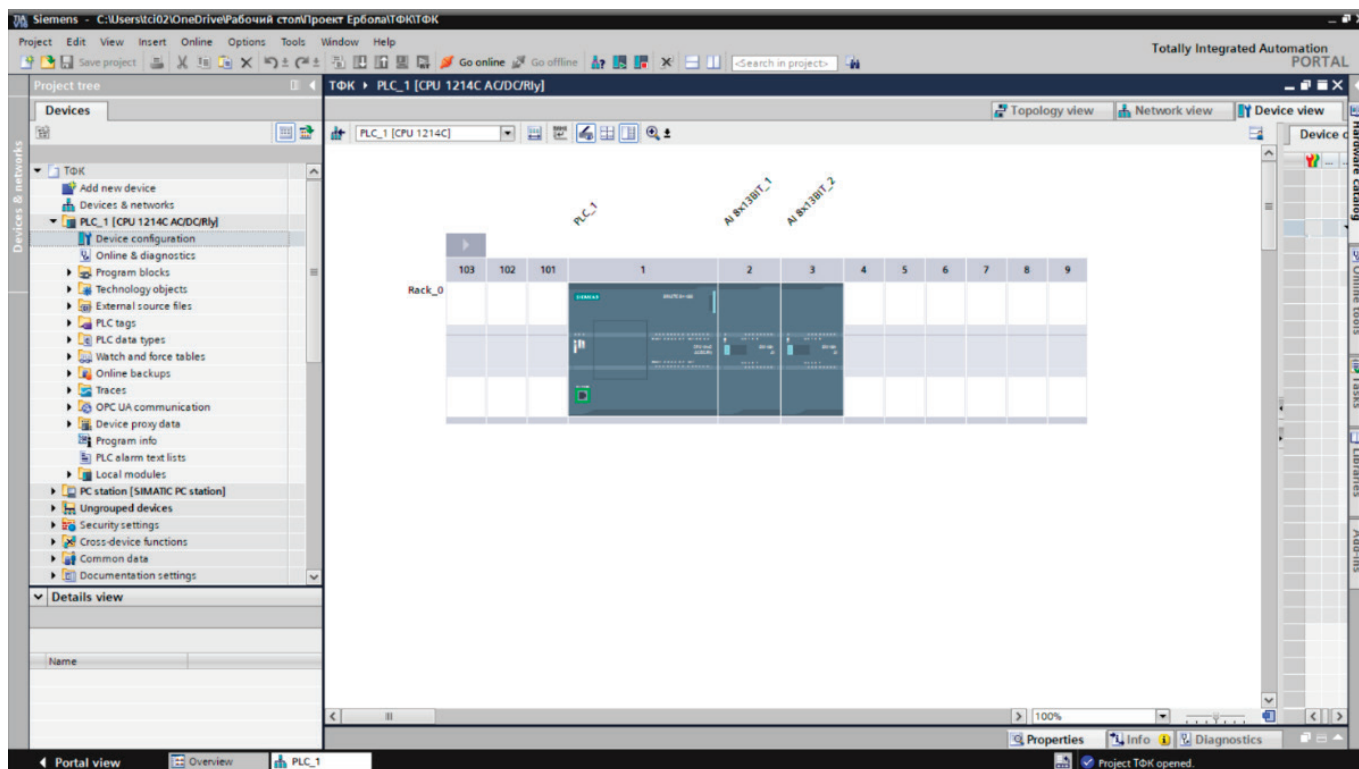 Siemens - C:\Users\tci02\OneDrive\Рабочий стол\Проект Ербола\ТФК\ТФК
Project Edit View Insert Online Options Tools Window Help
Totally Integrated Automation
PORTAL
Save project Go online Go offline <Search in project>
Project tree
ТФК ▸ PLC_1 [CPU 1214C AC/DC/Rly]
Devices
Topology view Network view Device view
PLC_1 [CPU 1214C]
Devices & networks
ТФК
Add new device
Devices & networks
PLC_1 [CPU 1214C AC/DC/Rly]
Device configuration
Online & diagnostics
Program blocks
Technology objects
External source files
PLC tags
PLC data types
Watch and force tables
Online backups
Traces
OPC UA communication
Device proxy data
Program info
PLC alarm text lists
Local modules
PC station [SIMATIC PC station]
Ungrouped devices
Security settings
Cross-device functions
Common data
Documentation settings
Details view
Name
PLC_1
AI 8x13BIT_1
AI 8x13BIT_2
103 102 101 1 2 3 4 5 6 7 8 9
Rack_0
SIEMENS
100%
Device
Hardware catalog
Online tools
Tasks
Libraries
Add-ins
Properties Info Diagnostics
Portal view Overview PLC_1
Project ТФК opened.